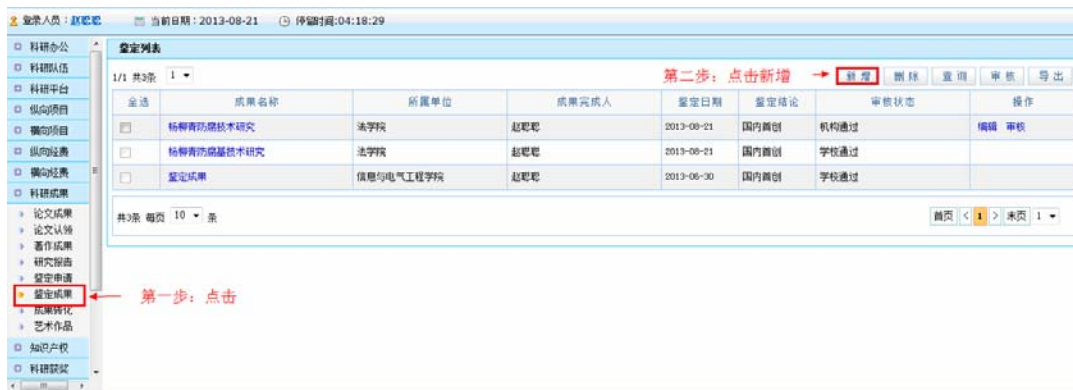 登录人员：赵聪聪 当前日期：2013-08-21 停留时间:04:18:29
科研办公
科研队伍
科研平台
纵向项目
横向项目
纵向经费
横向经费
科研成果
论文成果
论文认领
著作成果
研究报告
鉴定申请
鉴定成果
成果转化
艺术作品
知识产权
科研获奖
第一步：点击
鉴定列表
1/1 共3条 1
第二步：点击新增
新增 删除 查询 审核 导出
全选 成果名称 所属单位 成果完成人 鉴定日期 鉴定结论 审核状态 操作
杨柳青防腐技术研究 法学院 赵聪聪 2013-08-21 国内首创 机构通过 编辑 审核
杨柳青防腐基技术研究 法学院 赵聪聪 2013-08-21 国内首创 学校通过
鉴定成果 信息与电气工程学院 赵聪聪 2013-06-30 国内首创 学校通过
共3条 每页 10 条 首页 < 1 > 末页 1